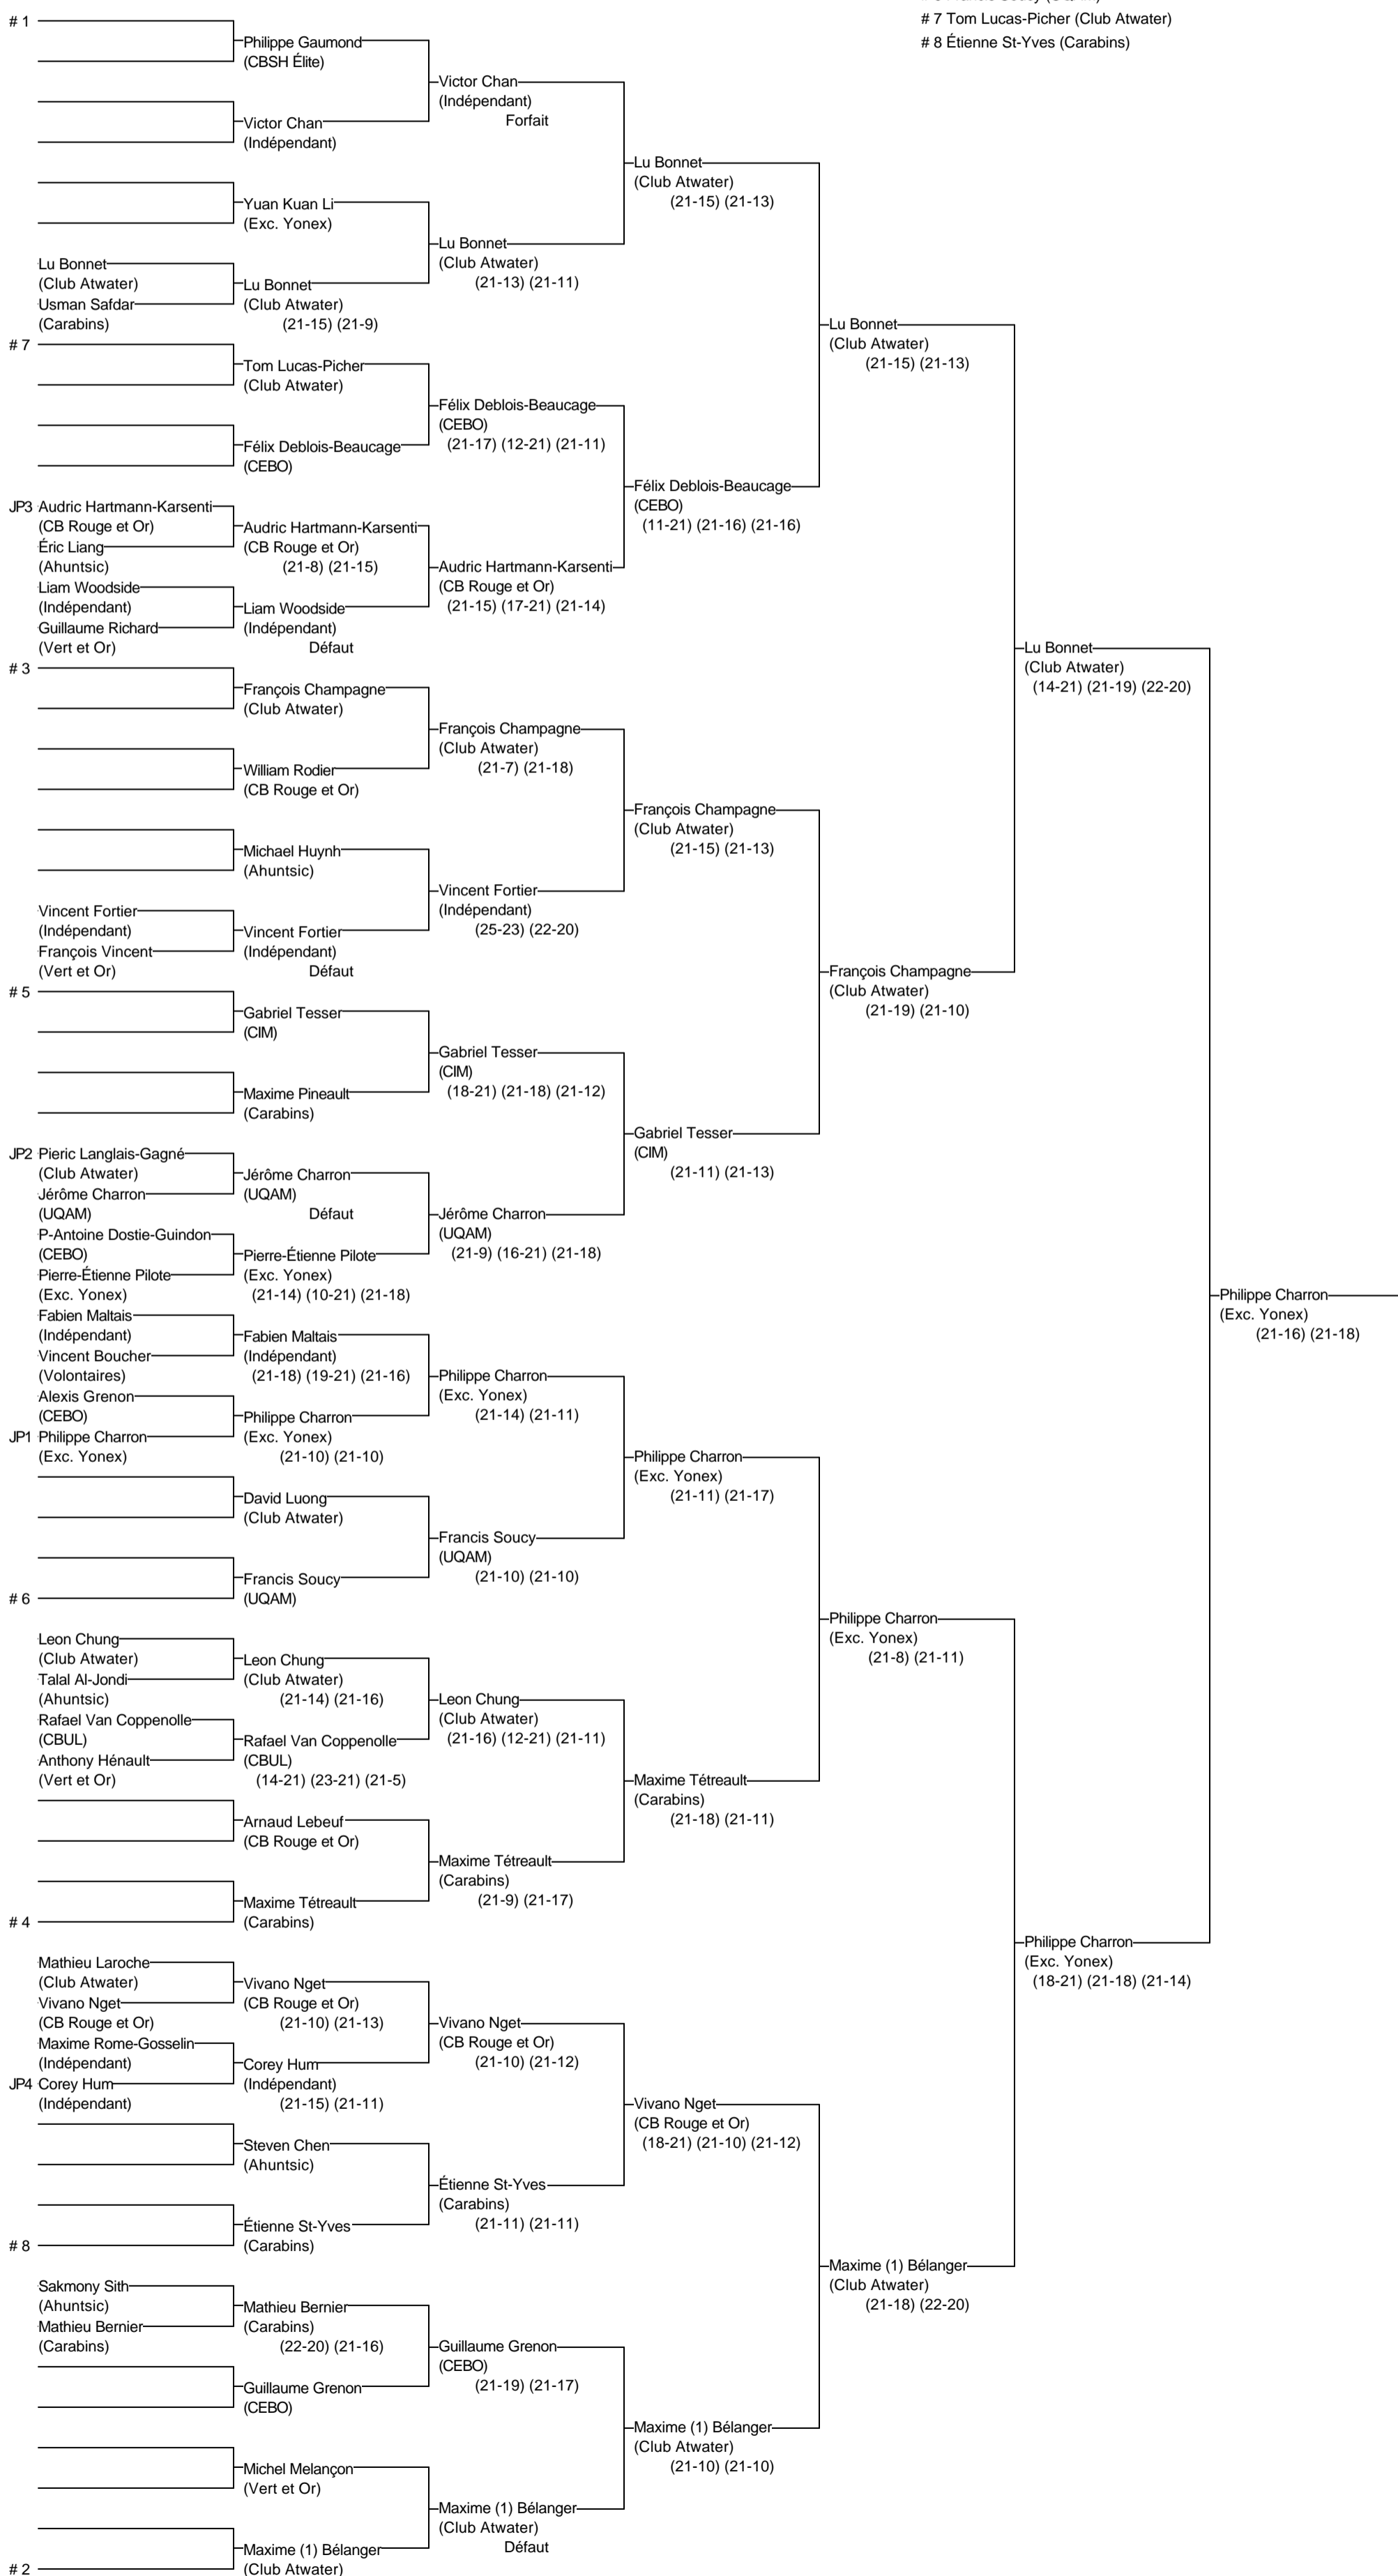 # 7 Tom Lucas-Picher (Club Atwater)
# 8 Étienne St-Yves (Carabins)
# 1
Philippe Gaumond
(CBSH Élite)
Victor Chan
(Indépendant)
Forfait
Victor Chan
(Indépendant)
Lu Bonnet
(Club Atwater)
(21-15) (21-13)
Yuan Kuan Li
(Exc. Yonex)
Lu Bonnet
(Club Atwater)
(21-13) (21-11)
Lu Bonnet
(Club Atwater)
Usman Safdar
(Carabins)
Lu Bonnet
(Club Atwater)
(21-15) (21-9)
Lu Bonnet
(Club Atwater)
(21-15) (21-13)
# 7
Tom Lucas-Picher
(Club Atwater)
Félix Deblois-Beaucage
(CEBO)
(21-17) (12-21) (21-11)
Félix Deblois-Beaucage
(CEBO)
Félix Deblois-Beaucage
(CEBO)
(11-21) (21-16) (21-16)
JP3 Audric Hartmann-Karsenti
(CB Rouge et Or)
Éric Liang
(Ahuntsic)
Audric Hartmann-Karsenti
(CB Rouge et Or)
(21-8) (21-15)
Audric Hartmann-Karsenti
(CB Rouge et Or)
(21-15) (17-21) (21-14)
Liam Woodside
(Indépendant)
Guillaume Richard
(Vert et Or)
Liam Woodside
(Indépendant)
Défaut
Lu Bonnet
(Club Atwater)
(14-21) (21-19) (22-20)
# 3
François Champagne
(Club Atwater)
François Champagne
(Club Atwater)
(21-7) (21-18)
William Rodier
(CB Rouge et Or)
François Champagne
(Club Atwater)
(21-15) (21-13)
Michael Huynh
(Ahuntsic)
Vincent Fortier
(Indépendant)
(25-23) (22-20)
Vincent Fortier
(Indépendant)
François Vincent
(Vert et Or)
Vincent Fortier
(Indépendant)
Défaut
François Champagne
(Club Atwater)
(21-19) (21-10)
# 5
Gabriel Tesser
(CIM)
Gabriel Tesser
(CIM)
(18-21) (21-18) (21-12)
Maxime Pineault
(Carabins)
Gabriel Tesser
(CIM)
(21-11) (21-13)
JP2 Pieric Langlais-Gagné
(Club Atwater)
Jérôme Charron
(UQAM)
Jérôme Charron
(UQAM)
Défaut
Jérôme Charron
(UQAM)
(21-9) (16-21) (21-18)
P-Antoine Dostie-Guindon
(CEBO)
Pierre-Étienne Pilote
(Exc. Yonex)
Pierre-Étienne Pilote
(Exc. Yonex)
(21-14) (10-21) (21-18)
Philippe Charron
(Exc. Yonex)
(21-16) (21-18)
Fabien Maltais
(Indépendant)
Vincent Boucher
(Volontaires)
Fabien Maltais
(Indépendant)
(21-18) (19-21) (21-16)
Philippe Charron
(Exc. Yonex)
(21-14) (21-11)
Alexis Grenon
(CEBO)
JP1 Philippe Charron
(Exc. Yonex)
Philippe Charron
(Exc. Yonex)
(21-10) (21-10)
Philippe Charron
(Exc. Yonex)
(21-11) (21-17)
David Luong
(Club Atwater)
Francis Soucy
(UQAM)
(21-10) (21-10)
Francis Soucy
(UQAM)
# 6
Philippe Charron
(Exc. Yonex)
(21-8) (21-11)
Leon Chung
(Club Atwater)
Talal Al-Jondi
(Ahuntsic)
Leon Chung
(Club Atwater)
(21-14) (21-16)
Leon Chung
(Club Atwater)
(21-16) (12-21) (21-11)
Rafael Van Coppenolle
(CBUL)
Anthony Hénault
(Vert et Or)
Rafael Van Coppenolle
(CBUL)
(14-21) (23-21) (21-5)
Maxime Tétreault
(Carabins)
(21-18) (21-11)
Arnaud Lebeuf
(CB Rouge et Or)
Maxime Tétreault
(Carabins)
(21-9) (21-17)
Maxime Tétreault
(Carabins)
# 4
Philippe Charron
(Exc. Yonex)
(18-21) (21-18) (21-14)
Mathieu Laroche
(Club Atwater)
Vivano Nget
(CB Rouge et Or)
Vivano Nget
(CB Rouge et Or)
(21-10) (21-13)
Vivano Nget
(CB Rouge et Or)
(21-10) (21-12)
Maxime Rome-Gosselin
(Indépendant)
JP4 Corey Hum
(Indépendant)
Corey Hum
(Indépendant)
(21-15) (21-11)
Vivano Nget
(CB Rouge et Or)
(18-21) (21-10) (21-12)
Steven Chen
(Ahuntsic)
Étienne St-Yves
(Carabins)
(21-11) (21-11)
Étienne St-Yves
(Carabins)
# 8
Maxime (1) Bélanger
(Club Atwater)
(21-18) (22-20)
Sakmony Sith
(Ahuntsic)
Mathieu Bernier
(Carabins)
Mathieu Bernier
(Carabins)
(22-20) (21-16)
Guillaume Grenon
(CEBO)
(21-19) (21-17)
Guillaume Grenon
(CEBO)
Maxime (1) Bélanger
(Club Atwater)
(21-10) (21-10)
Michel Melançon
(Vert et Or)
Maxime (1) Bélanger
(Club Atwater)
Défaut
Maxime (1) Bélanger
(Club Atwater)
# 2